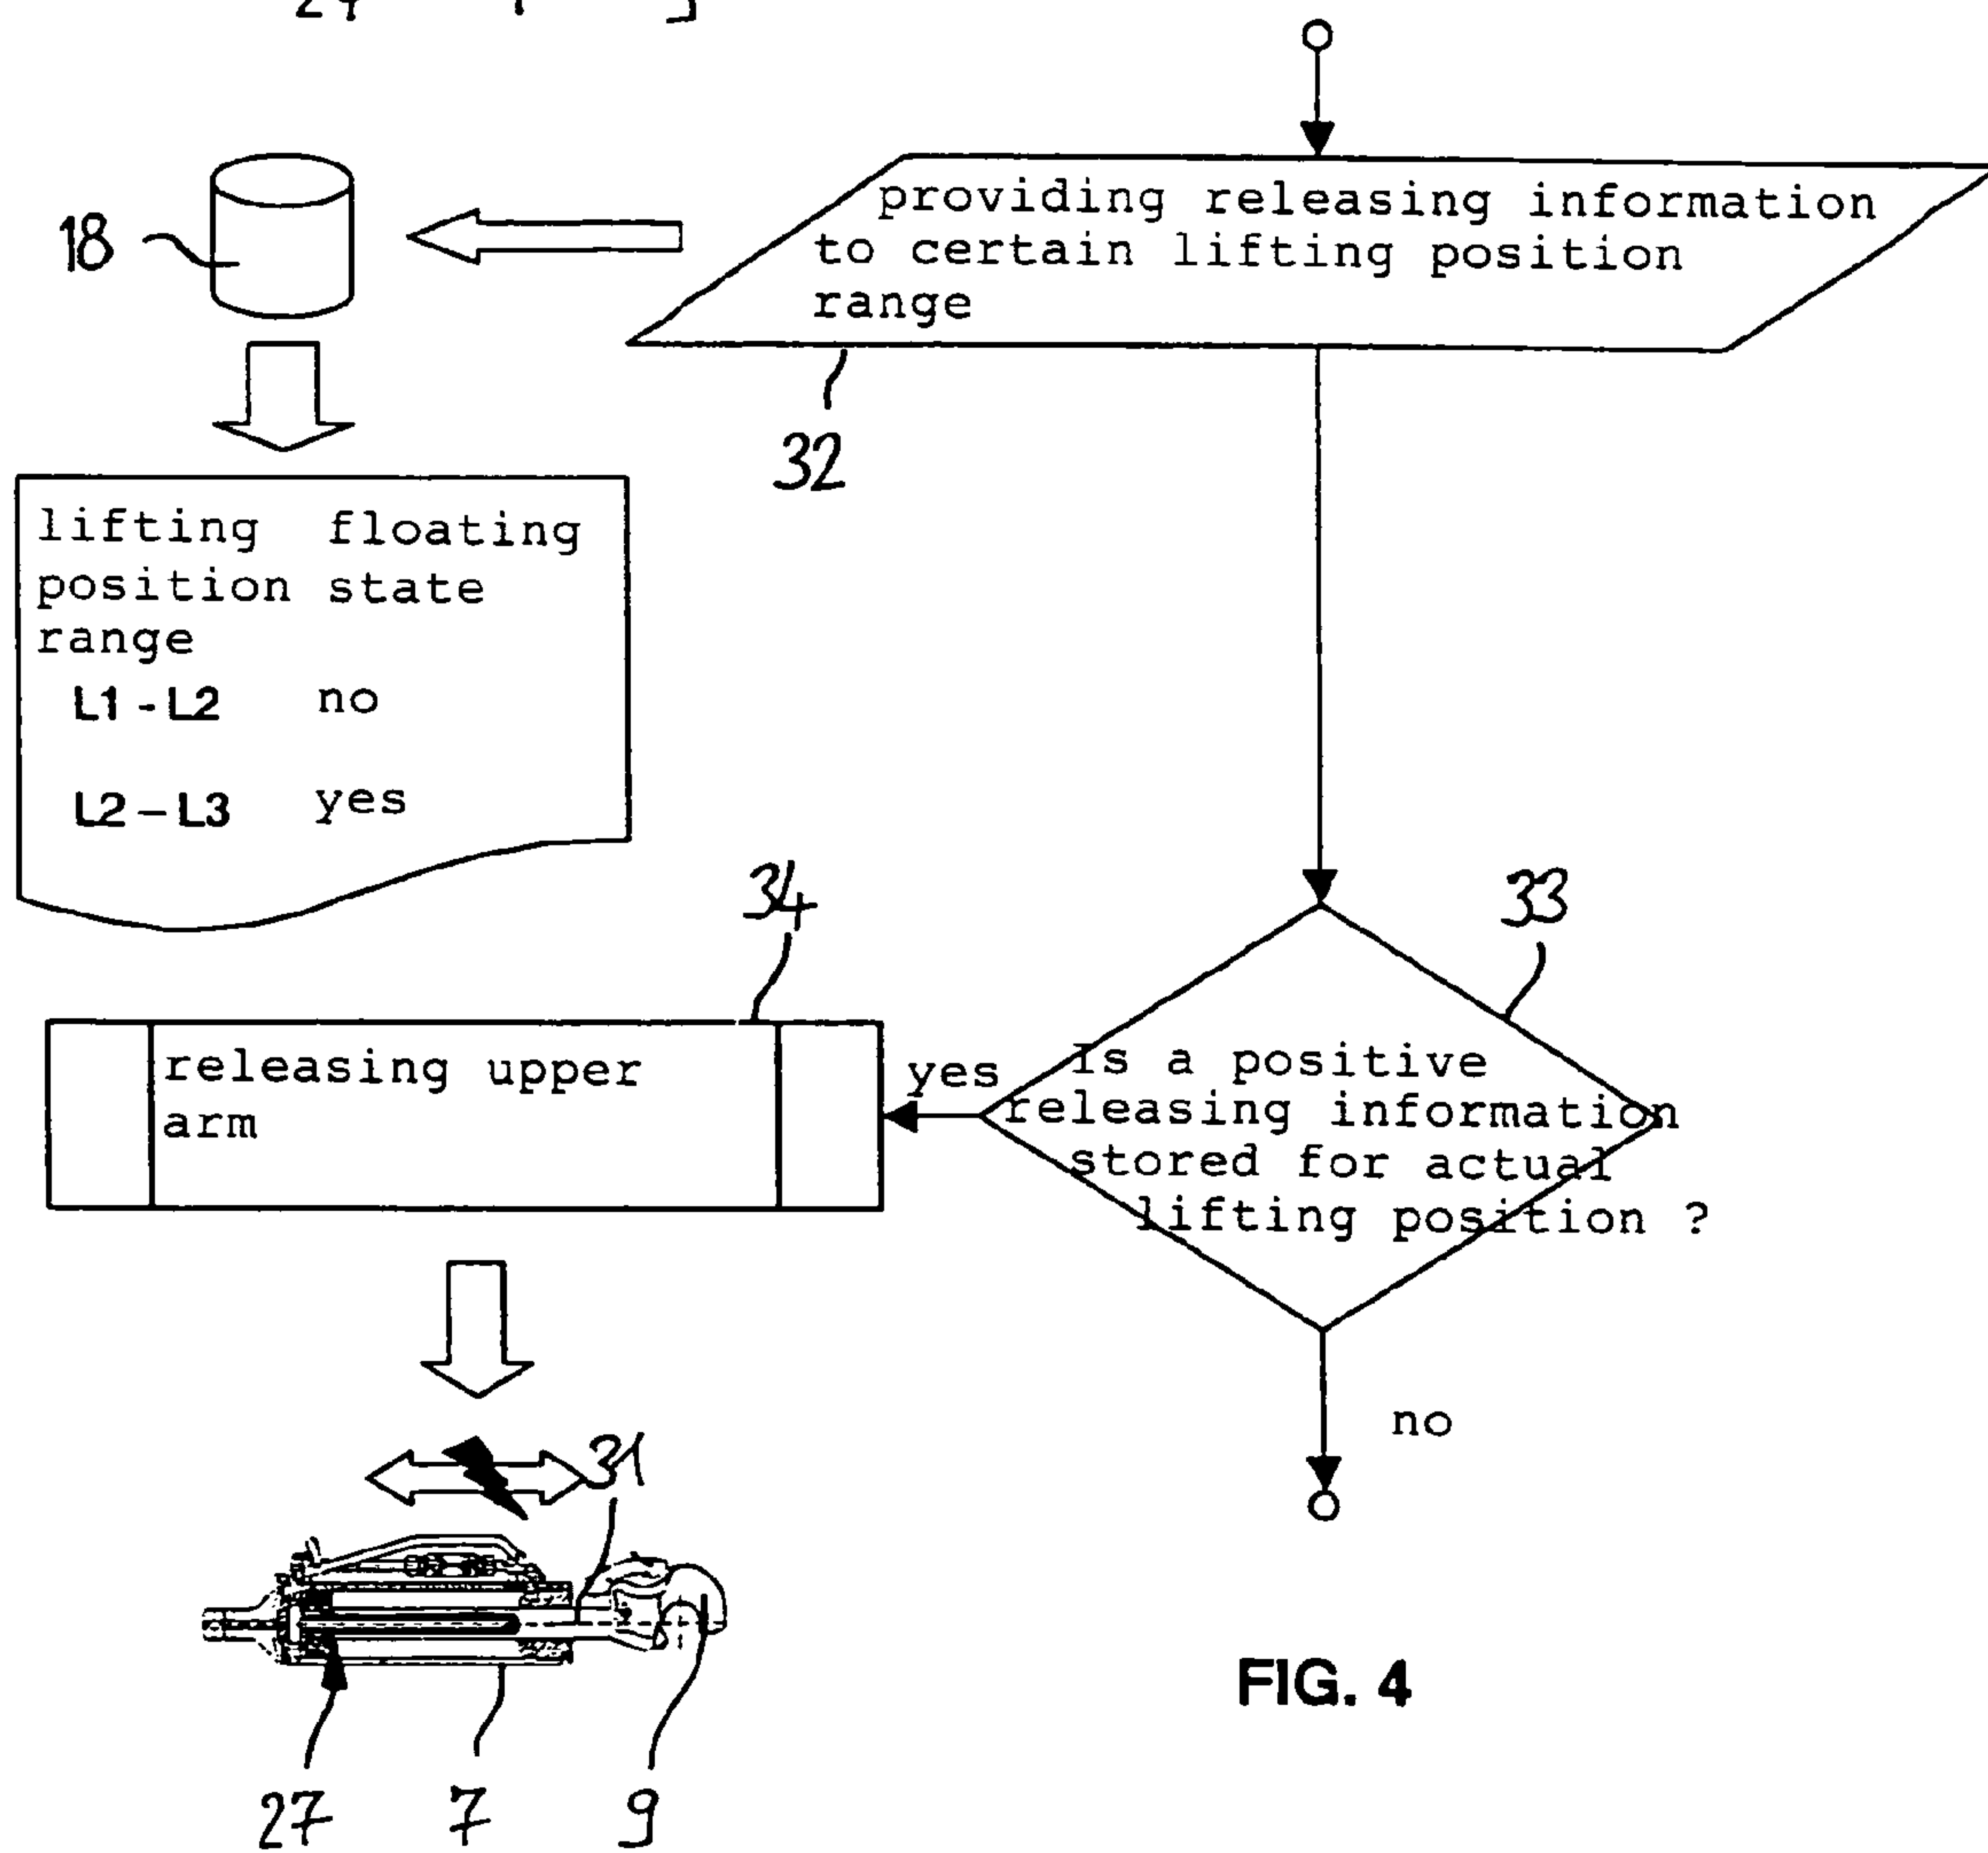 providing releasing information
to certain lifting position
range
18
32
lifting floating
position state
range
L1-L2 no
L2-L3 yes
34
33
releasing upper
arm
yes
Is a positive
releasing information
stored for actual
lifting position ?
no
31
FIG. 4
27 7 9